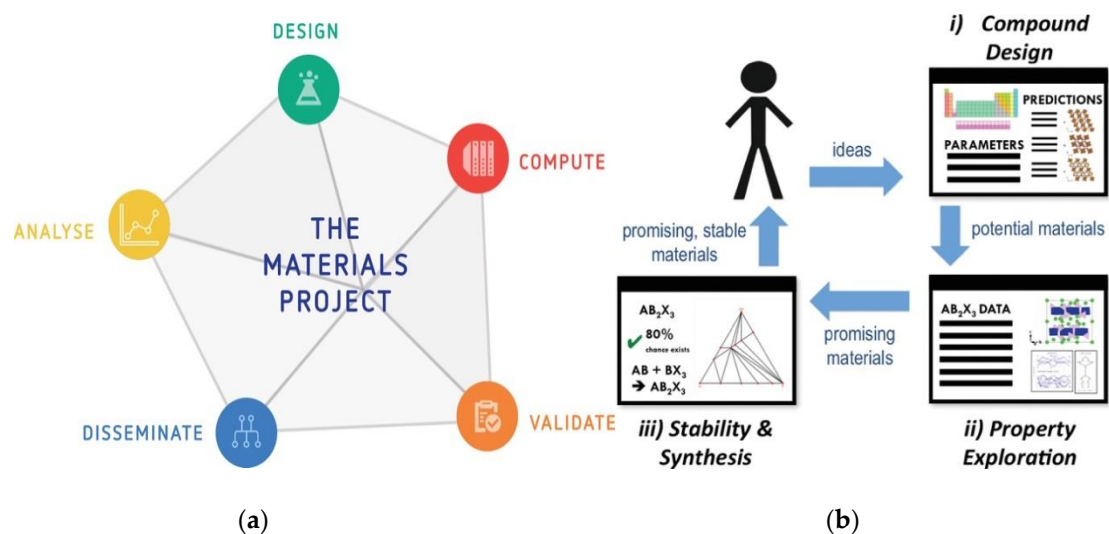 DESIGN
COMPUTE
ANALYSE
THE
MATERIALS
PROJECT
DISSEMINATE
VALIDATE
(a)
i) Compound
Design
PREDICTIONS
PARAMETERS
ideas
potential materials
promising, stable
materials
AB₂X₃
80%
chance exists
AB + BX₃
→ AB₂X₃
promising
materials
AB₂X₃ DATA
iii) Stability &
Synthesis
ii) Property
Exploration
(b)